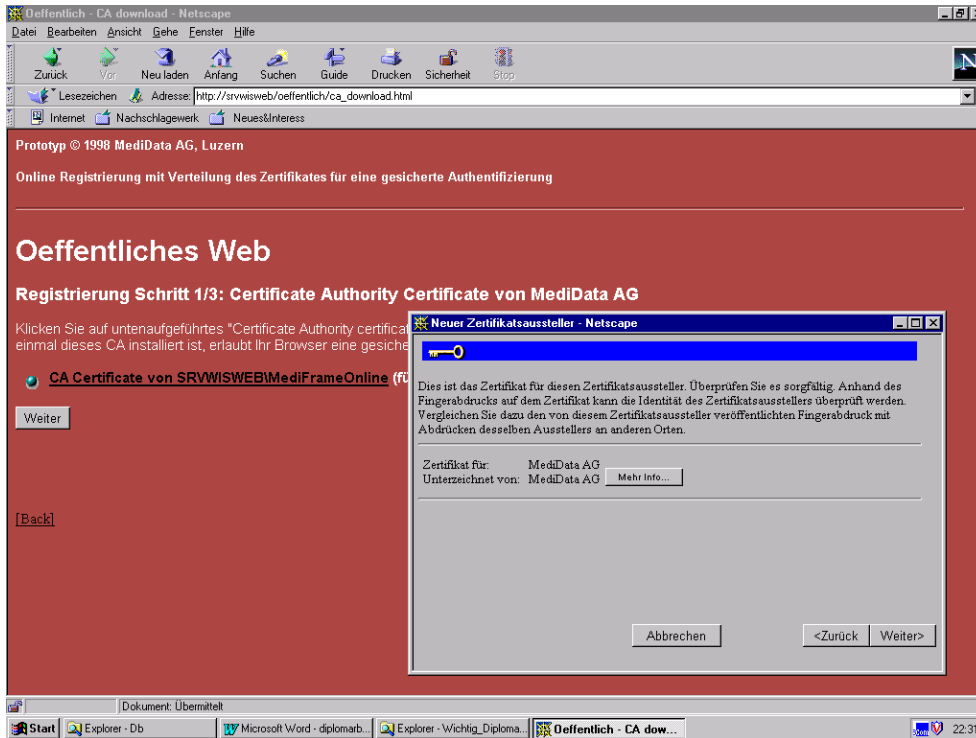 Oeffentlich - CA download - Netscape
Datei Bearbeiten Ansicht Gehe Fenster Hilfe
Zurück Vor Neu laden Anfang Suchen Guide Drucken Sicherheit Stop
N
Lesezeichen Adresse: http://srvwisweb/oeffentlich/ca_download.html
Internet Nachschlagewerk Neues&Interess
Prototyp © 1998 MediData AG, Luzern
Online Registrierung mit Verteilung des Zertifikates für eine gesicherte Authentifizierung
Oeffentliches Web
Registrierung Schritt 1/3: Certificate Authority Certificate von MediData AG
Klicken Sie auf untenaufgeführtes "Certificate Authority certificat
einmal dieses CA installiert ist, erlaubt Ihr Browser eine gesiche
CA Certificate von SRVWISWEB\MediFrameOnline (fü
Weiter
[Back]
Neuer Zertifikatsaussteller - Netscape
Dies ist das Zertifikat für diesen Zertifikatsaussteller. Überprüfen Sie es sorgfältig. Anhand des
Fingerabdrucks auf dem Zertifikat kann die Identität des Zertifikatsausstellers überprüft werden.
Vergleichen Sie dazu den von diesem Zertifikatsaussteller veröffentlichten Fingerabdruck mit
Abdrücken desselben Ausstellers an anderen Orten.
Zertifikat für: MediData AG
Unterzeichnet von: MediData AG Mehr Info...
Abbrechen <Zurück Weiter>
Dokument: Übermittelt
Start Explorer - Db Microsoft Word - diplomarb... Explorer - Wichtig_Diploma... Oeffentlich - CA dow... 22:31